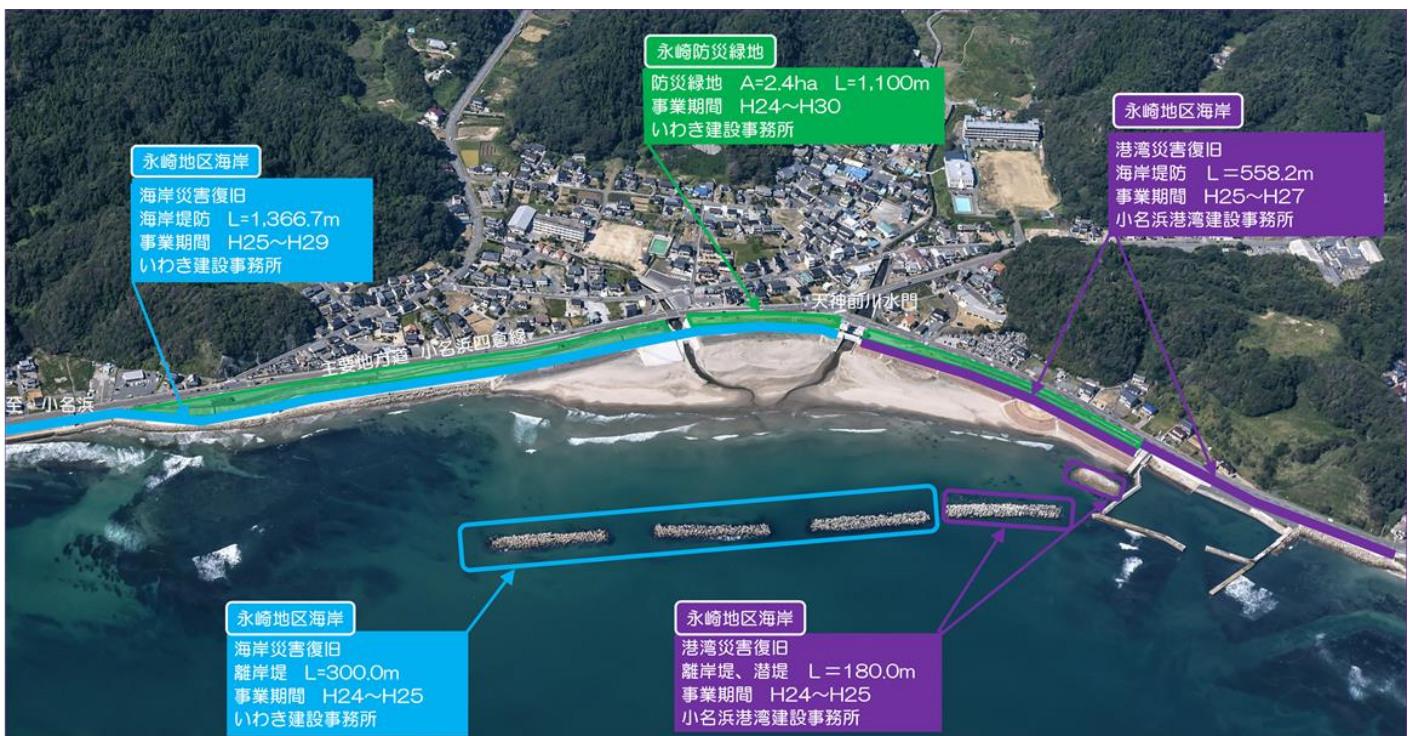 永崎防災緑地
防災緑地 A=2.4ha L=1,100m
事業期間 H24～H30
いわき建設事務所
永崎地区海岸
港湾災害復旧
海岸堤防 L=558.2m
事業期間 H25～H27
小名浜港湾建設事務所
永崎地区海岸
海岸災害復旧
海岸堤防 L=1,366.7m
事業期間 H25～H29
いわき建設事務所
天神前川水門
主要地方道 小名浜四倉線
至 小名浜
永崎地区海岸
海岸災害復旧
離岸堤 L=300.0m
事業期間 H24～H25
いわき建設事務所
永崎地区海岸
港湾災害復旧
離岸堤、潜堤 L=180.0m
事業期間 H24～H25
小名浜港湾建設事務所